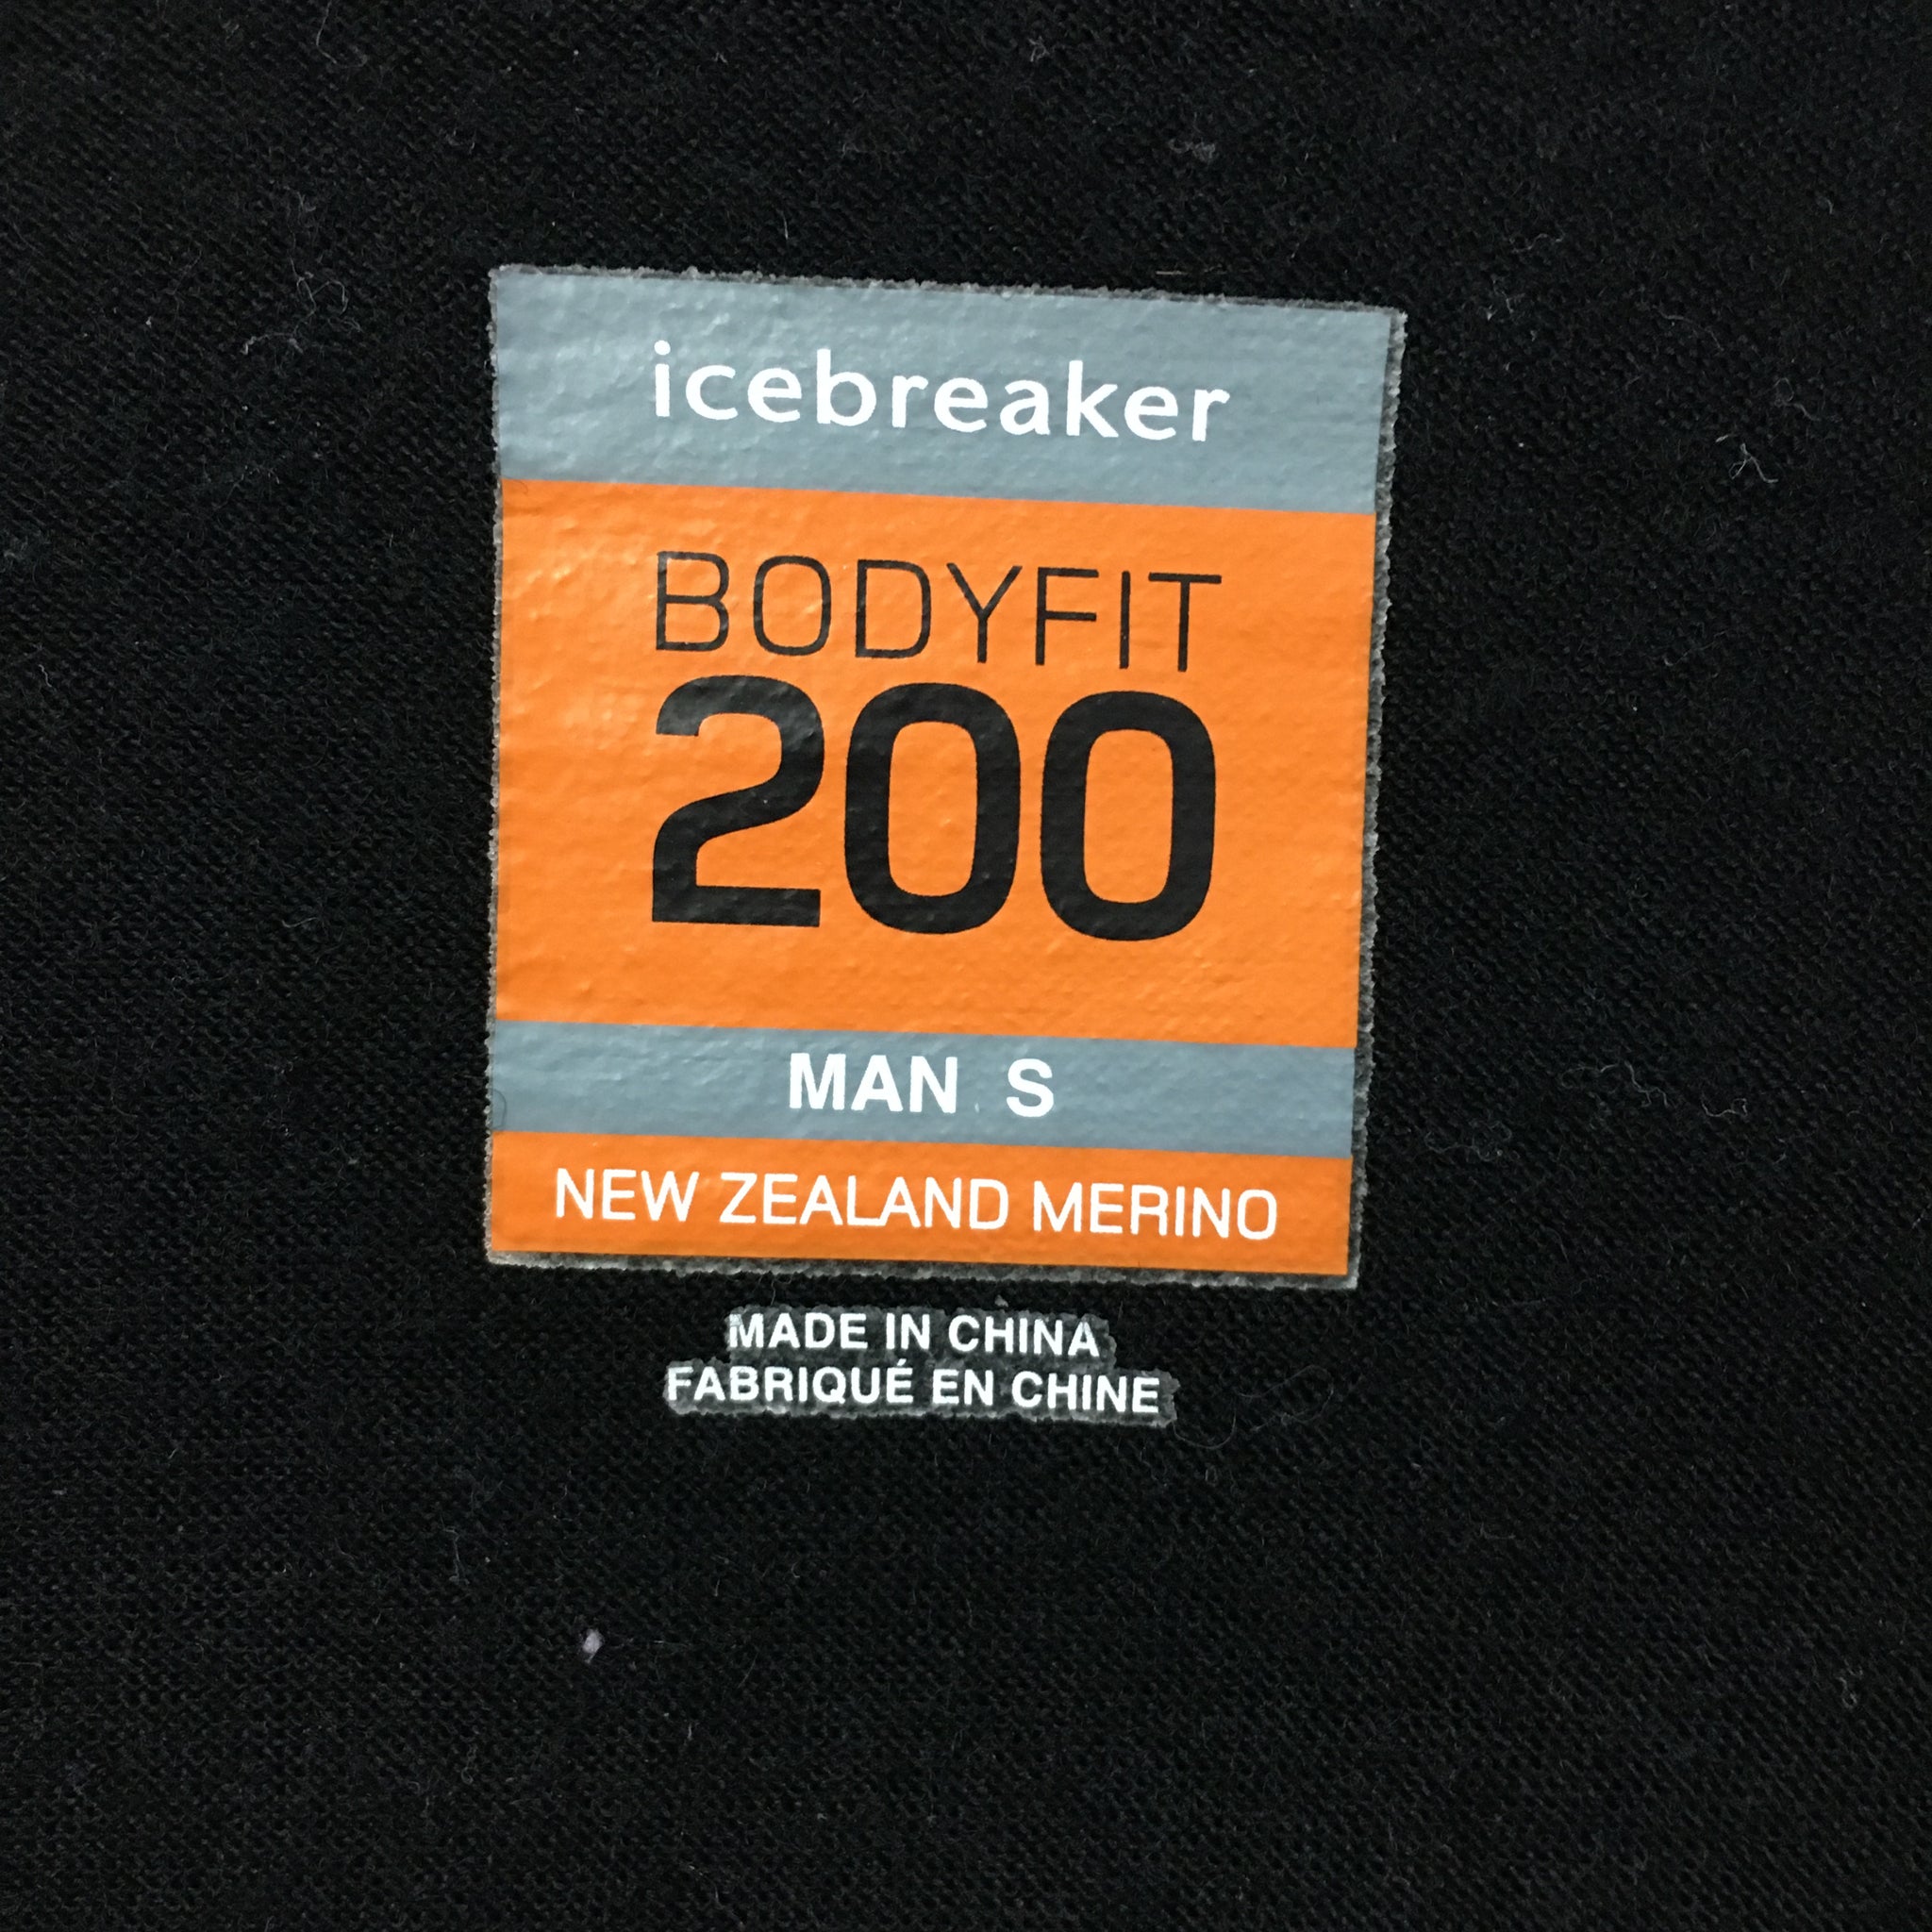 icebreaker
BODYFIT
200
MAN S
NEW ZEALAND MERINO
MADE IN CHINA
FABRIQUÉ EN CHINE